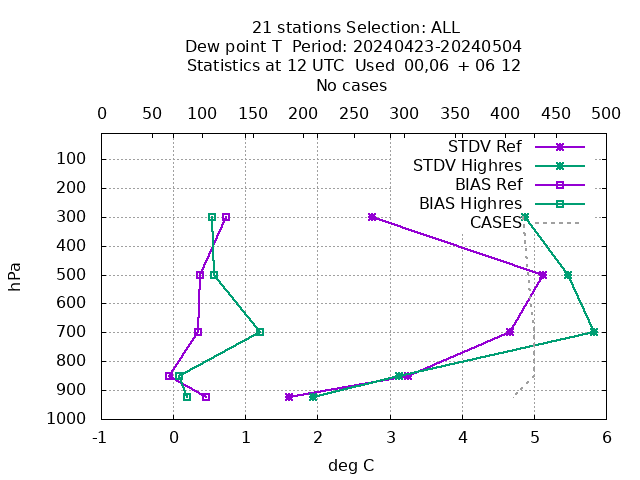 21 stations Selection: ALL
Dew point T  Period: 20240423-20240504
Statistics at 12 UTC  Used  00,06  + 06 12
No cases
0 50 100 150 200 250 300 350 400 450 500
STDV Ref
STDV Highres
BIAS Ref
BIAS Highres
CASES
100
200
300
400
500
600
700
800
900
1000
hPa
-1 0 1 2 3 4 5 6
deg C